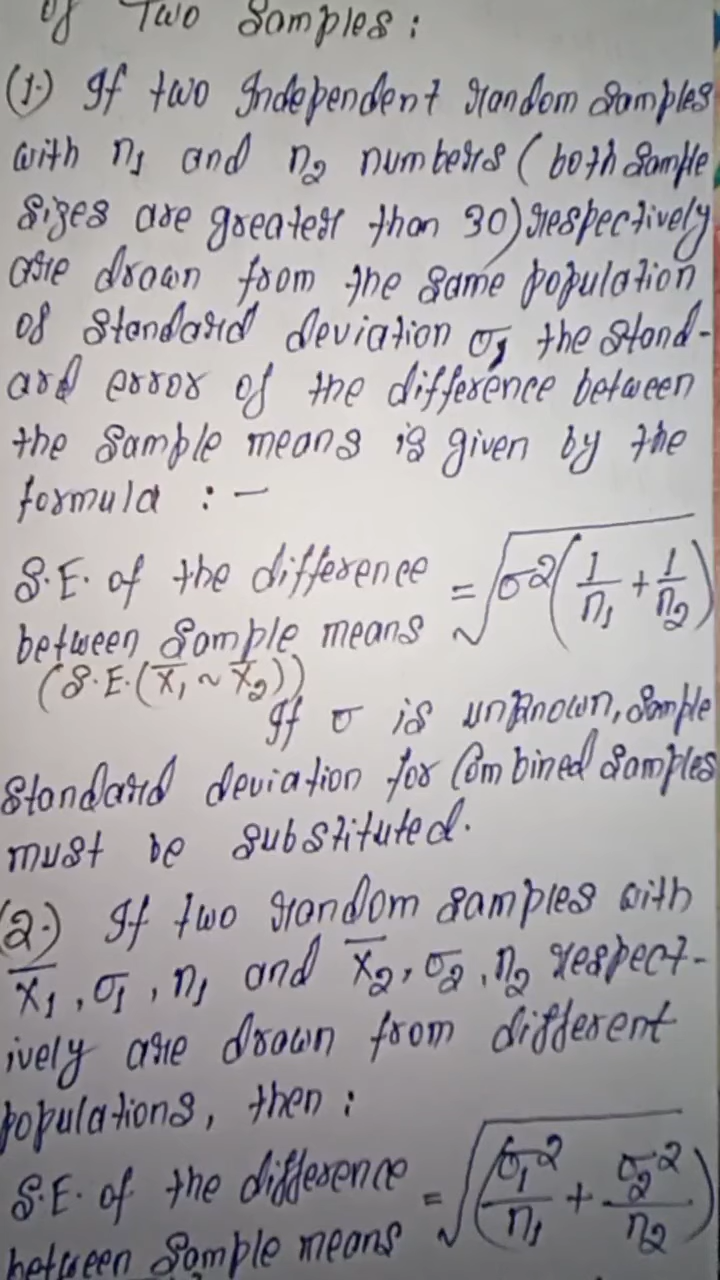 of Two Samples:
(1.) If two Independent random samples
with n₁ and n₂ numbers (both sample
sizes are greater than 30) respectively
are drawn from the same population
of standard deviation σ, the stand-
ard error of the difference between
the sample means is given by the
formula :-
S.E. of the difference
between sample means = √(σ²(1/n₁ + 1/n₂))
(S.E.(X̄₁ ~ X̄₂))
If σ is unknown, sample
standard deviation for combined samples
must be substituted.
(2.) If two random samples with
X̄₁, σ₁, n₁ and X̄₂, σ₂, n₂ respect-
ively are drawn from different
populations, then :
S.E. of the difference
between sample means = √(σ₁²/n₁ + σ₂²/n₂)